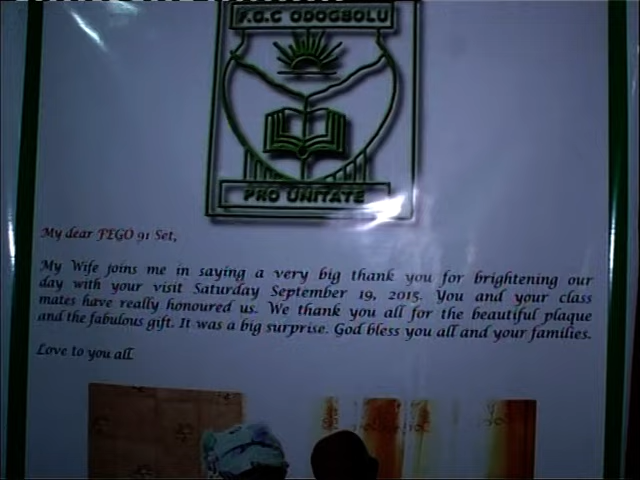 F.G.C ODOGBOLU
PRO UNITATE
My dear FEGO 91 Set,
My Wife joins me in saying a very big thank you for brightening our
day with your visit Saturday September 19, 2015. You and your class
mates have really honoured us. We thank you all for the beautiful plaque
and the fabulous gift. It was a big surprise. God bless you all and your families.
Love to you all